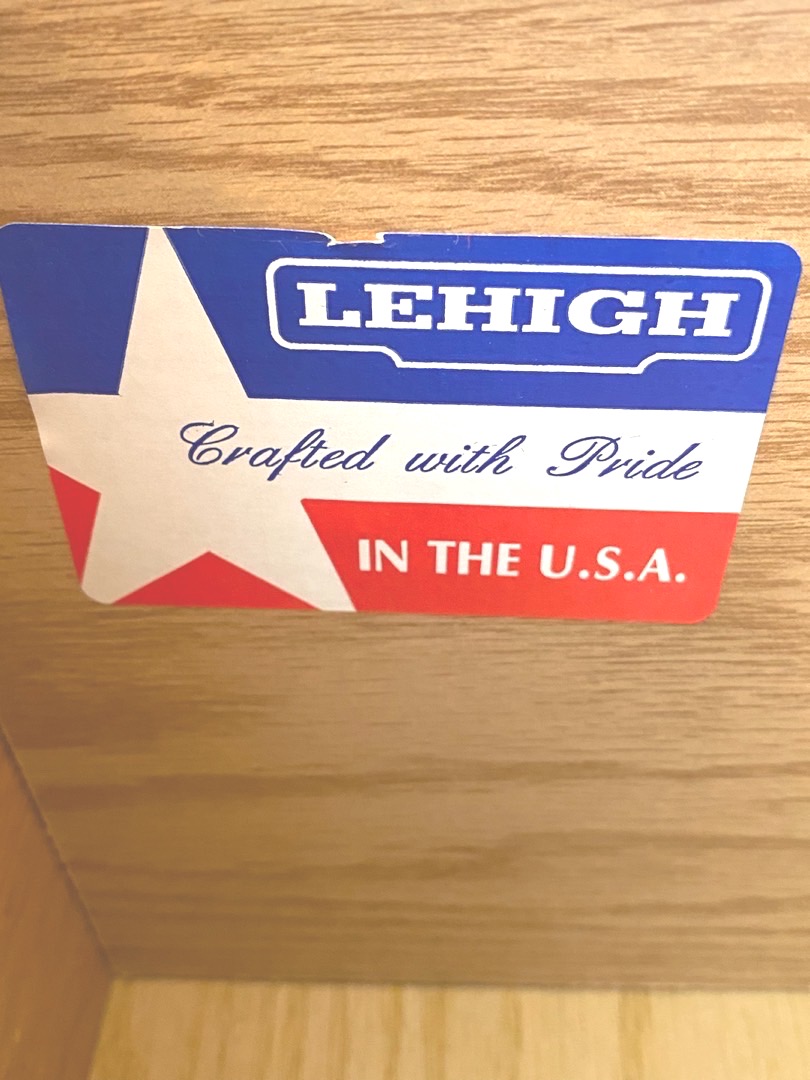 LEHIGH
Crafted with Pride
IN THE U.S.A.